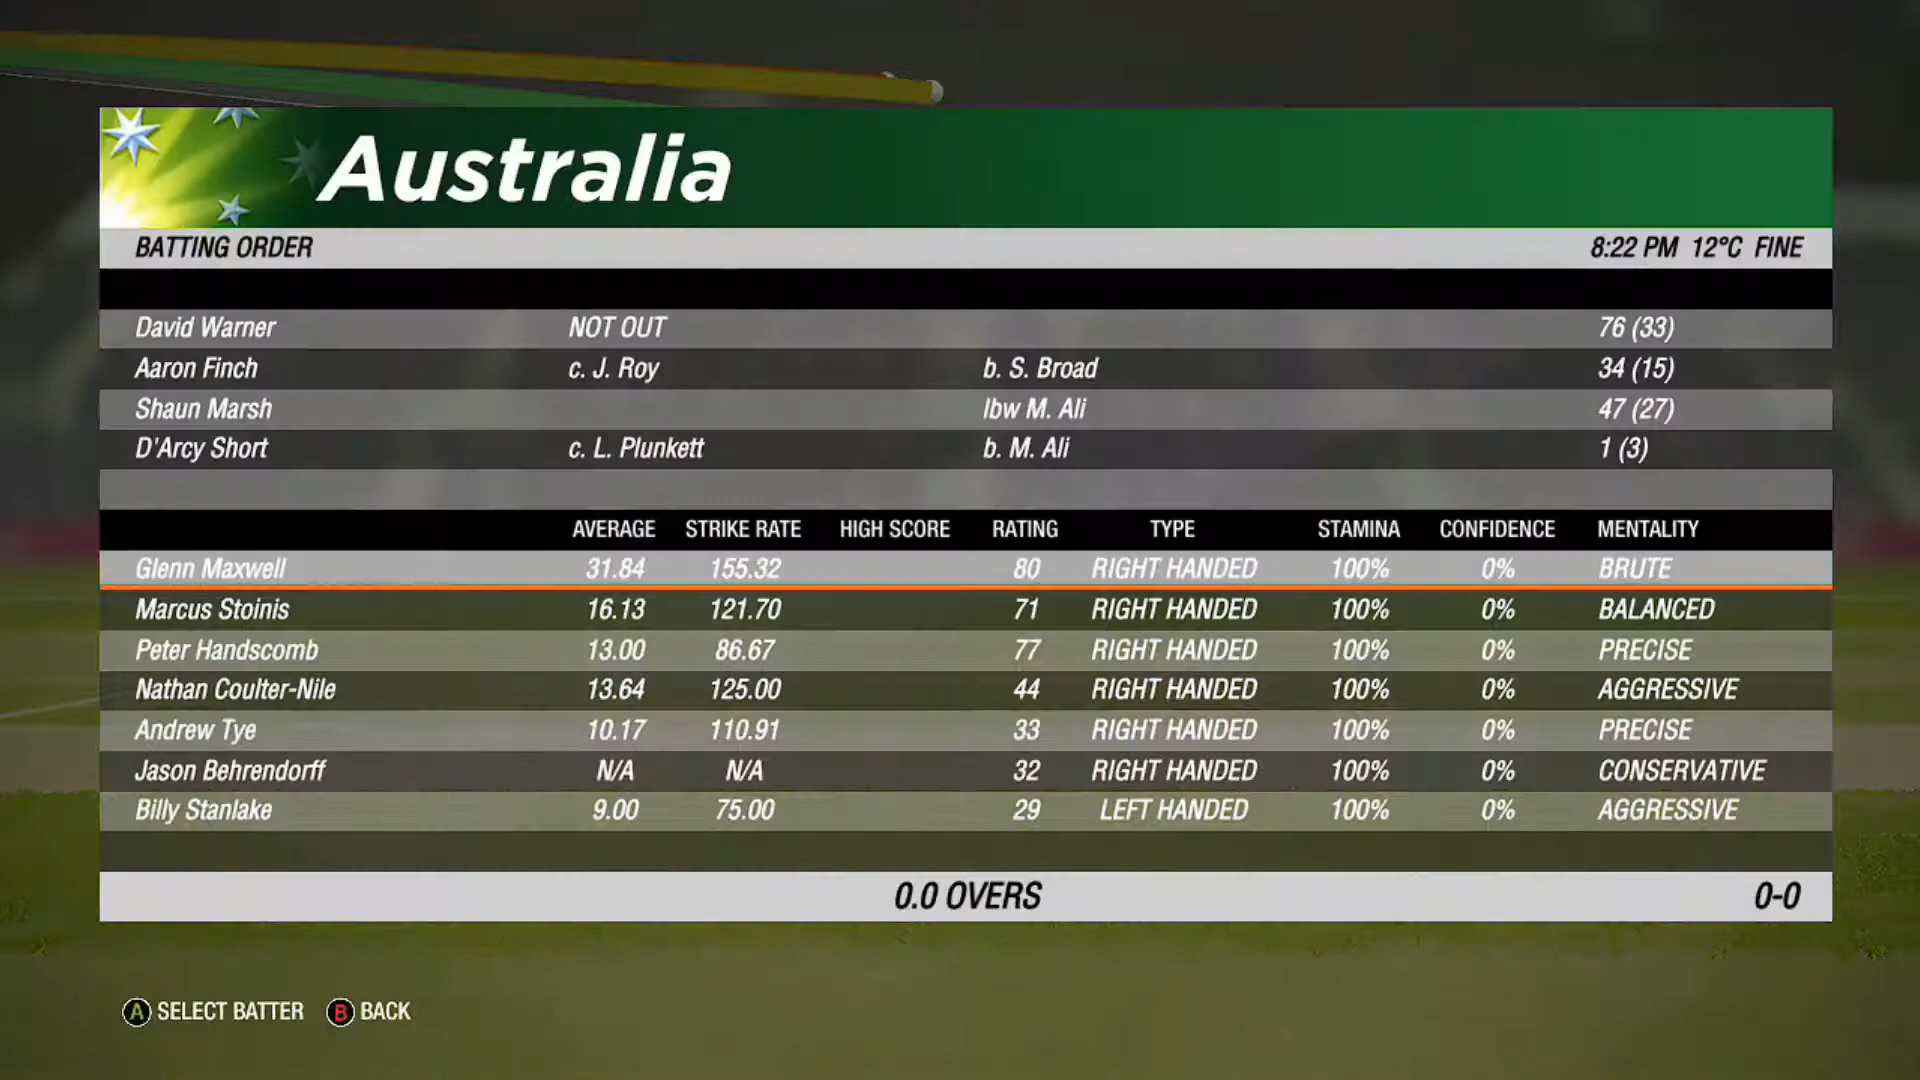 Australia
BATTING ORDER 8:22 PM 12°C FINE
David Warner NOT OUT 76 (33)
Aaron Finch c. J. Roy b. S. Broad 34 (15)
Shaun Marsh lbw M. Ali 47 (27)
D'Arcy Short c. L. Plunkett b. M. Ali 1 (3)
AVERAGE STRIKE RATE HIGH SCORE RATING TYPE STAMINA CONFIDENCE MENTALITY
Glenn Maxwell 31.84 155.32 80 RIGHT HANDED 100% 0% BRUTE
Marcus Stoinis 16.13 121.70 71 RIGHT HANDED 100% 0% BALANCED
Peter Handscomb 13.00 86.67 77 RIGHT HANDED 100% 0% PRECISE
Nathan Coulter-Nile 13.64 125.00 44 RIGHT HANDED 100% 0% AGGRESSIVE
Andrew Tye 10.17 110.91 33 RIGHT HANDED 100% 0% PRECISE
Jason Behrendorff N/A N/A 32 RIGHT HANDED 100% 0% CONSERVATIVE
Billy Stanlake 9.00 75.00 29 LEFT HANDED 100% 0% AGGRESSIVE
0.0 OVERS 0-0
A SELECT BATTER B BACK